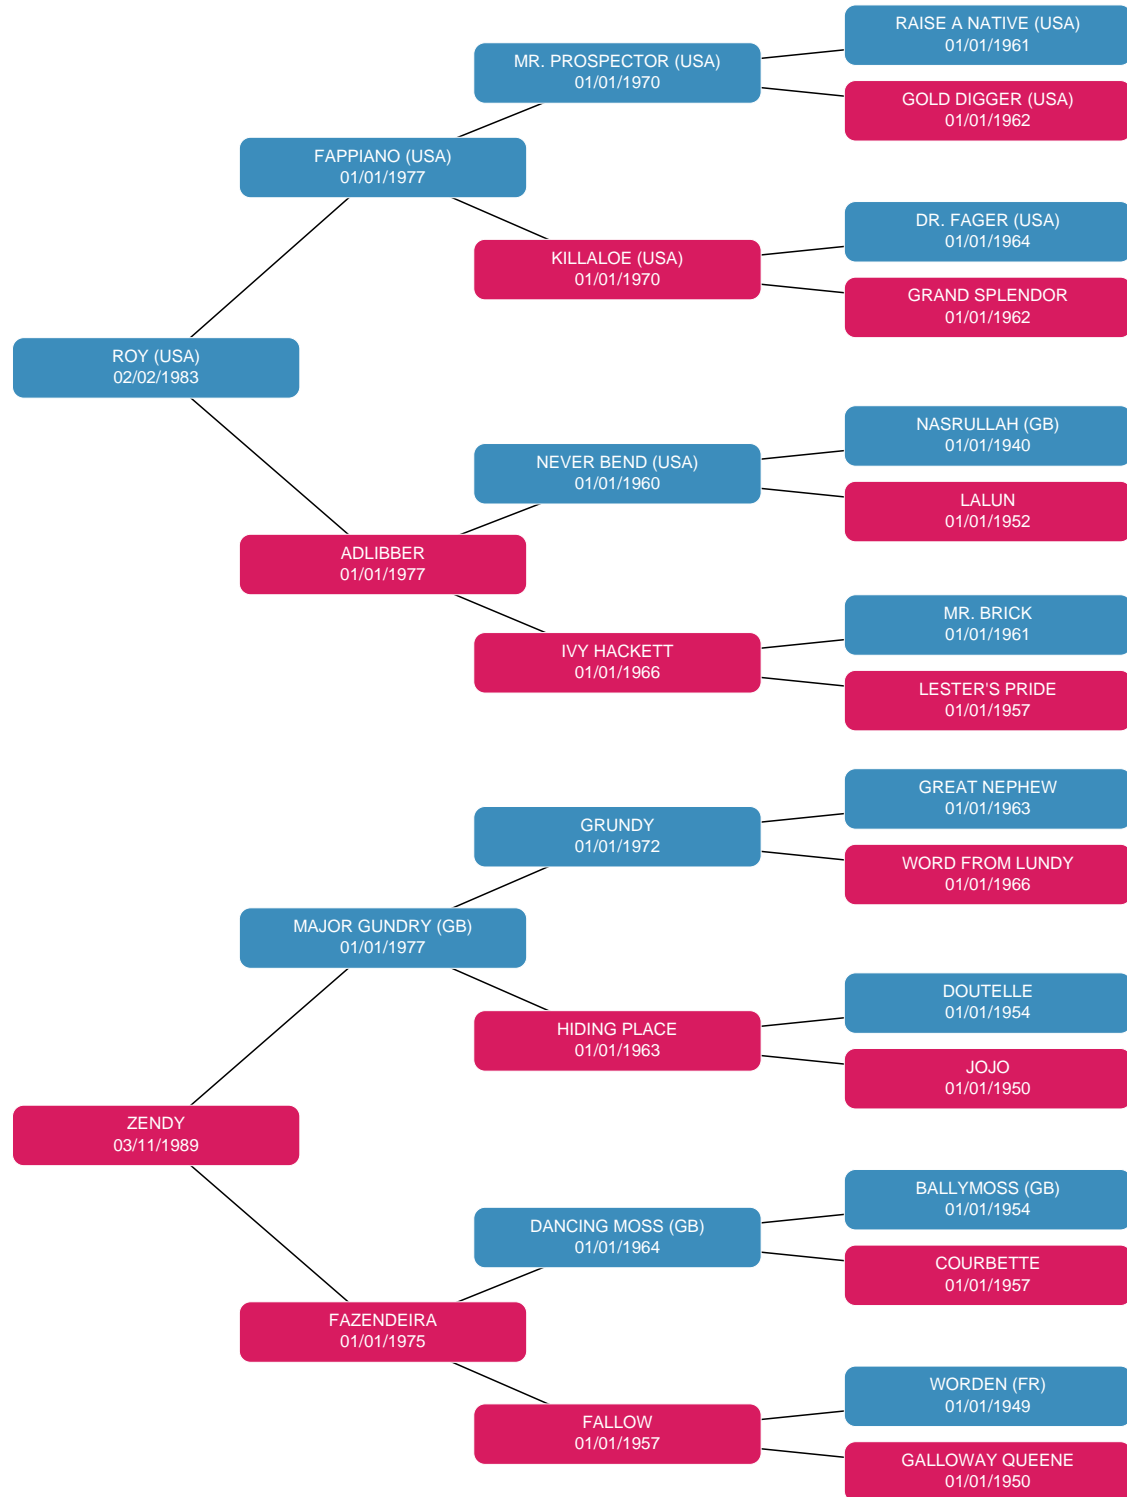 RAISE A NATIVE (USA)
01/01/1961
MR. PROSPECTOR (USA)
01/01/1970
GOLD DIGGER (USA)
01/01/1962
FAPPIANO (USA)
01/01/1977
DR. FAGER (USA)
01/01/1964
KILLALOE (USA)
01/01/1970
GRAND SPLENDOR
01/01/1962
ROY (USA)
02/02/1983
NASRULLAH (GB)
01/01/1940
NEVER BEND (USA)
01/01/1960
LALUN
01/01/1952
ADLIBBER
01/01/1977
MR. BRICK
01/01/1961
IVY HACKETT
01/01/1966
LESTER'S PRIDE
01/01/1957
GREAT NEPHEW
01/01/1963
GRUNDY
01/01/1972
WORD FROM LUNDY
01/01/1966
MAJOR GUNDRY (GB)
01/01/1977
DOUTELLE
01/01/1954
HIDING PLACE
01/01/1963
JOJO
01/01/1950
ZENDY
03/11/1989
BALLYMOSS (GB)
01/01/1954
DANCING MOSS (GB)
01/01/1964
COURBETTE
01/01/1957
FAZENDEIRA
01/01/1975
WORDEN (FR)
01/01/1949
FALLOW
01/01/1957
GALLOWAY QUEENE
01/01/1950